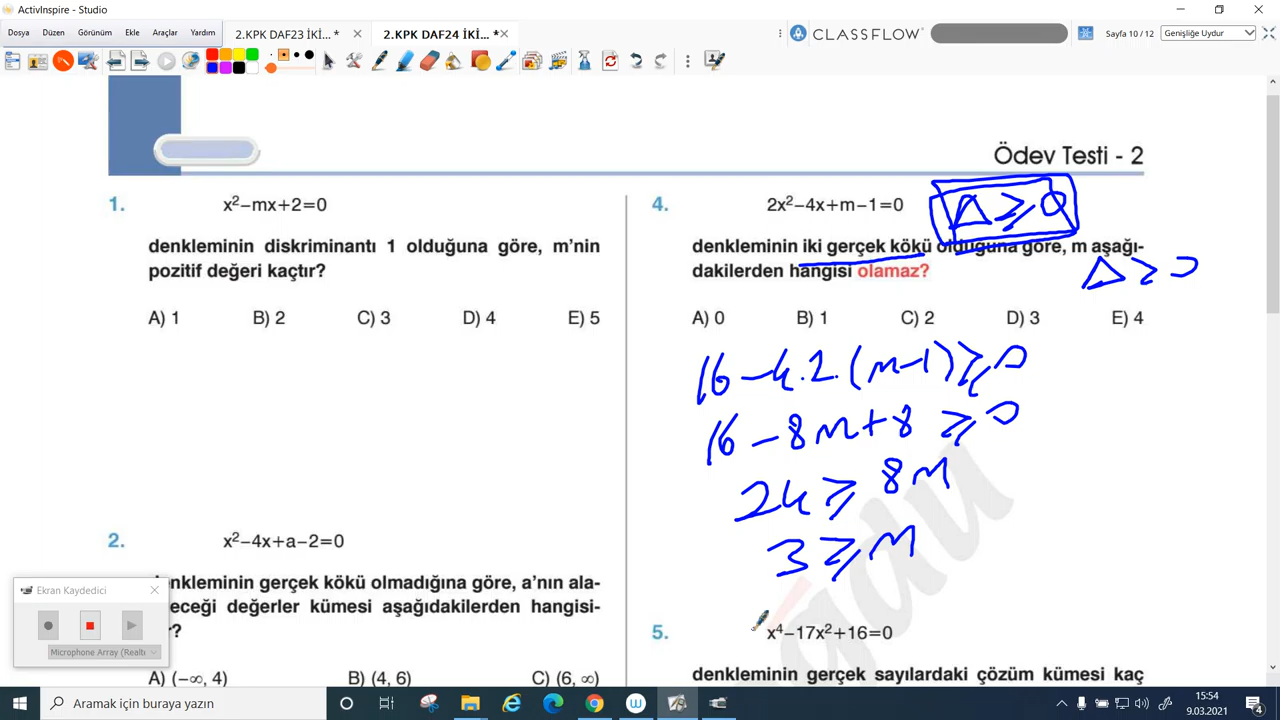 ActivInspire - Studio
Dosya Düzen Görünüm Ekle Araçlar Yardım
2.KPK DAF23 İKİ... *
2.KPK DAF24 İKİ... *
CLASSFLOW
Sayfa 10 / 12
Genişliğe Uydur
Ödev Testi - 2
1. x²−mx+2=0
denkleminin diskriminantı 1 olduğuna göre, m'nin
pozitif değeri kaçtır?
A) 1 B) 2 C) 3 D) 4 E) 5
2. x²−4x+a−2=0
denkleminin gerçek kökü olmadığına göre, a'nın ala-
eceği değerler kümesi aşağıdakilerden hangisi-
r?
A) (−∞, 4) B) (4, 6) C) (6, ∞)
4. 2x²−4x+m−1=0
Δ ≥ 0
denkleminin iki gerçek kökü olduğuna göre, m aşağı-
dakilerden hangisi olamaz?
Δ ≥ 0
A) 0 B) 1 C) 2 D) 3 E) 4
16 − 4.2.(m−1) ≥ 0
16 − 8m + 8 ≥ 0
24 ≥ 8m
3 ≥ m
5. x⁴−17x²+16=0
denkleminin gerçek sayılardaki çözüm kümesi kaç
Ekran Kaydedici
Microphone Array (Realte
Aramak için buraya yazın
15:54
9.03.2021
4